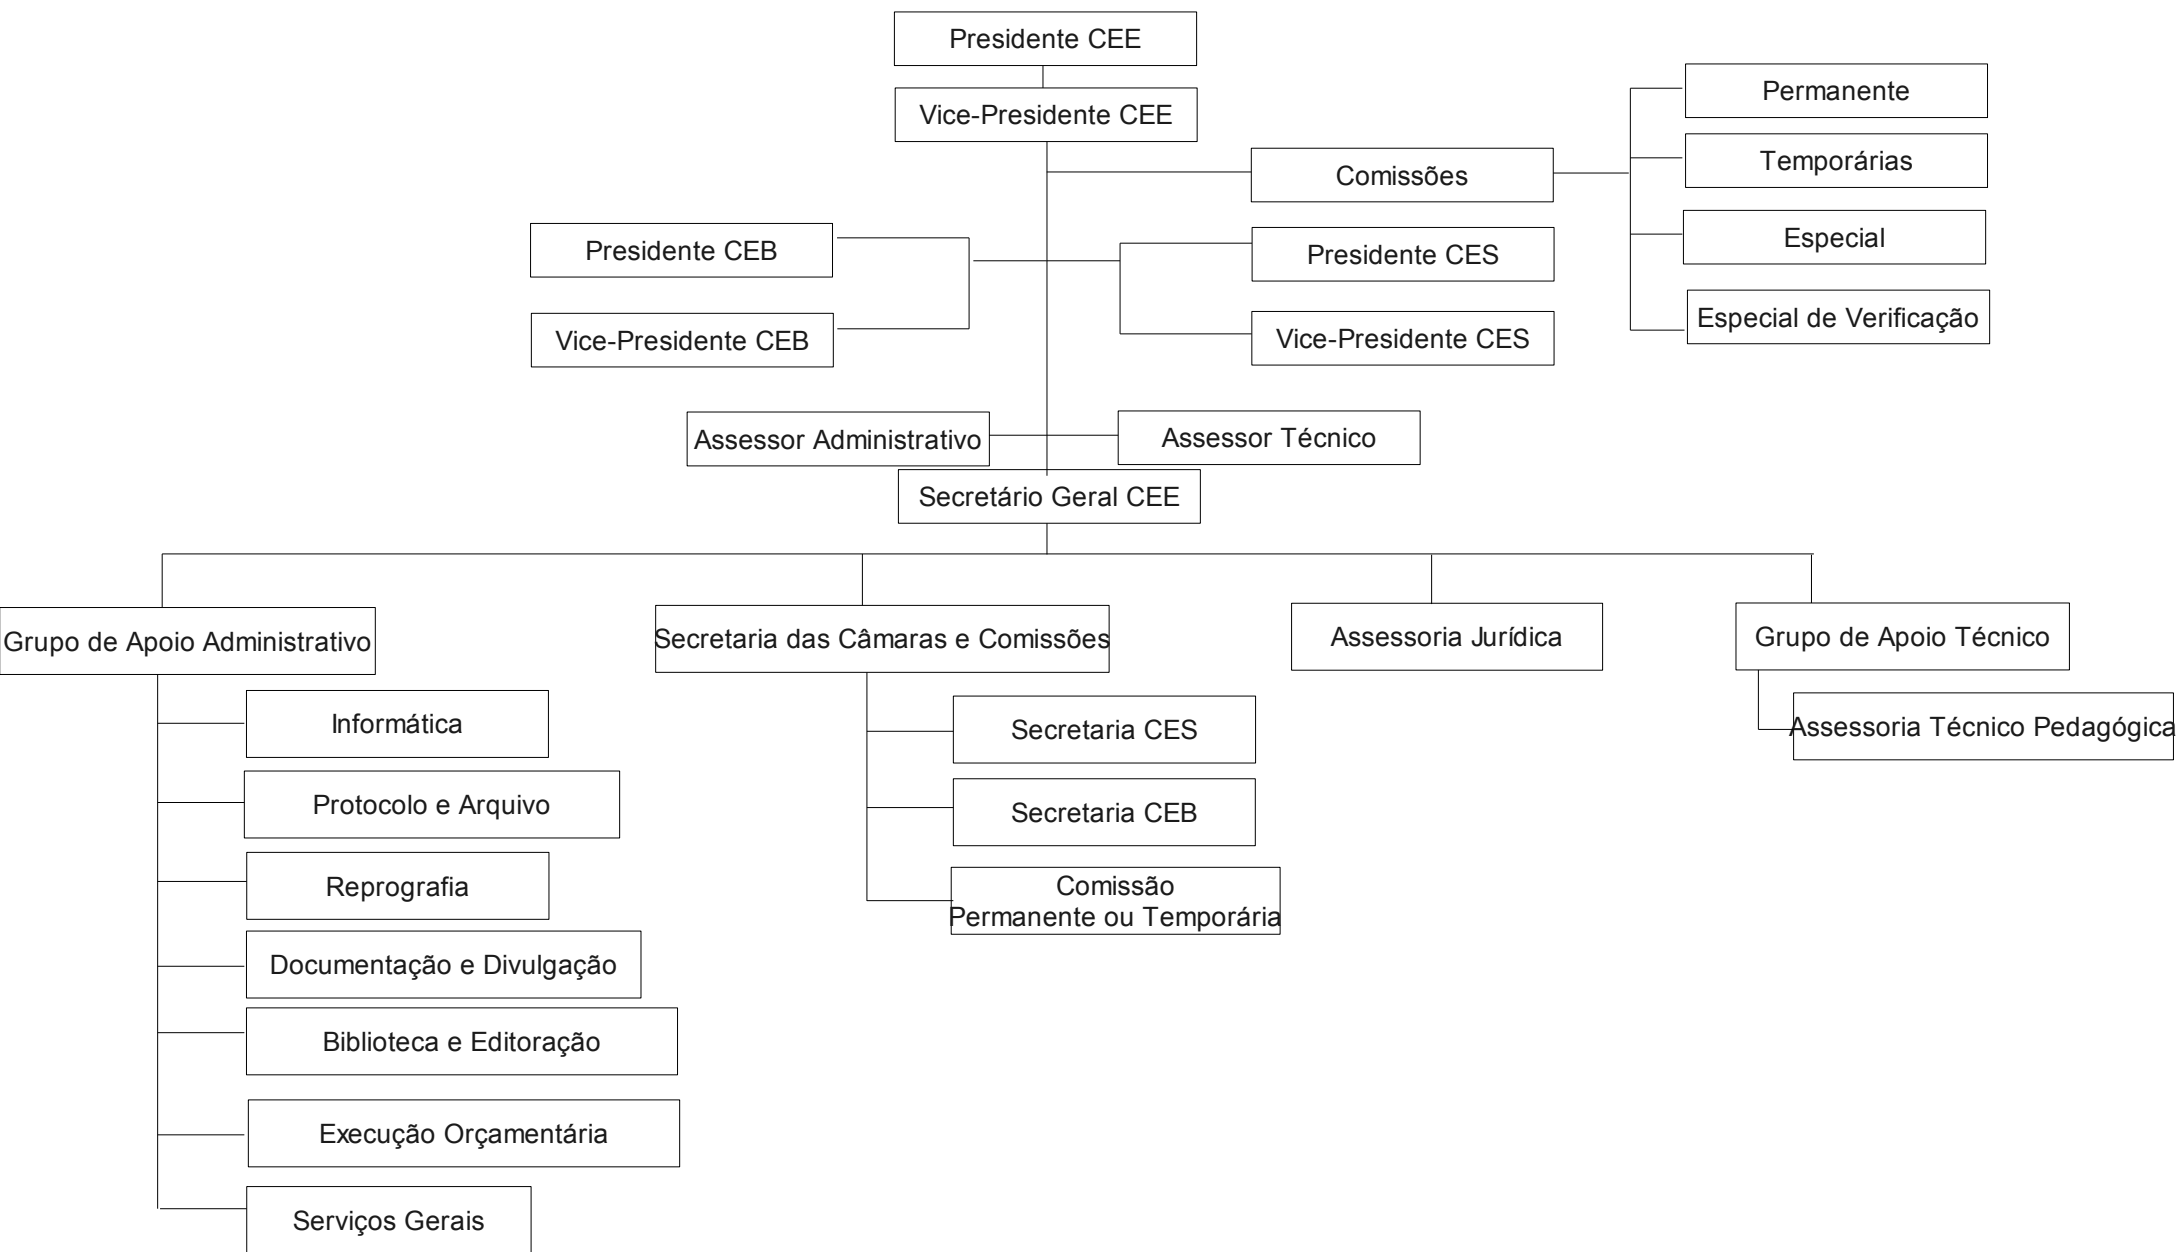 Presidente CEE
Vice-Presidente CEE
Comissões
Permanente
Temporárias
Especial
Especial de Verificação
Presidente CEB
Vice-Presidente CEB
Presidente CES
Vice-Presidente CES
Assessor Administrativo
Assessor Técnico
Secretário Geral CEE
Grupo de Apoio Administrativo
Informática
Protocolo e Arquivo
Reprografia
Documentação e Divulgação
Biblioteca e Editoração
Execução Orçamentária
Serviços Gerais
Secretaria das Câmaras e Comissões
Secretaria CES
Secretaria CEB
Comissão
Permanente ou Temporária
Assessoria Jurídica
Grupo de Apoio Técnico
Assessoria Técnico Pedagógica